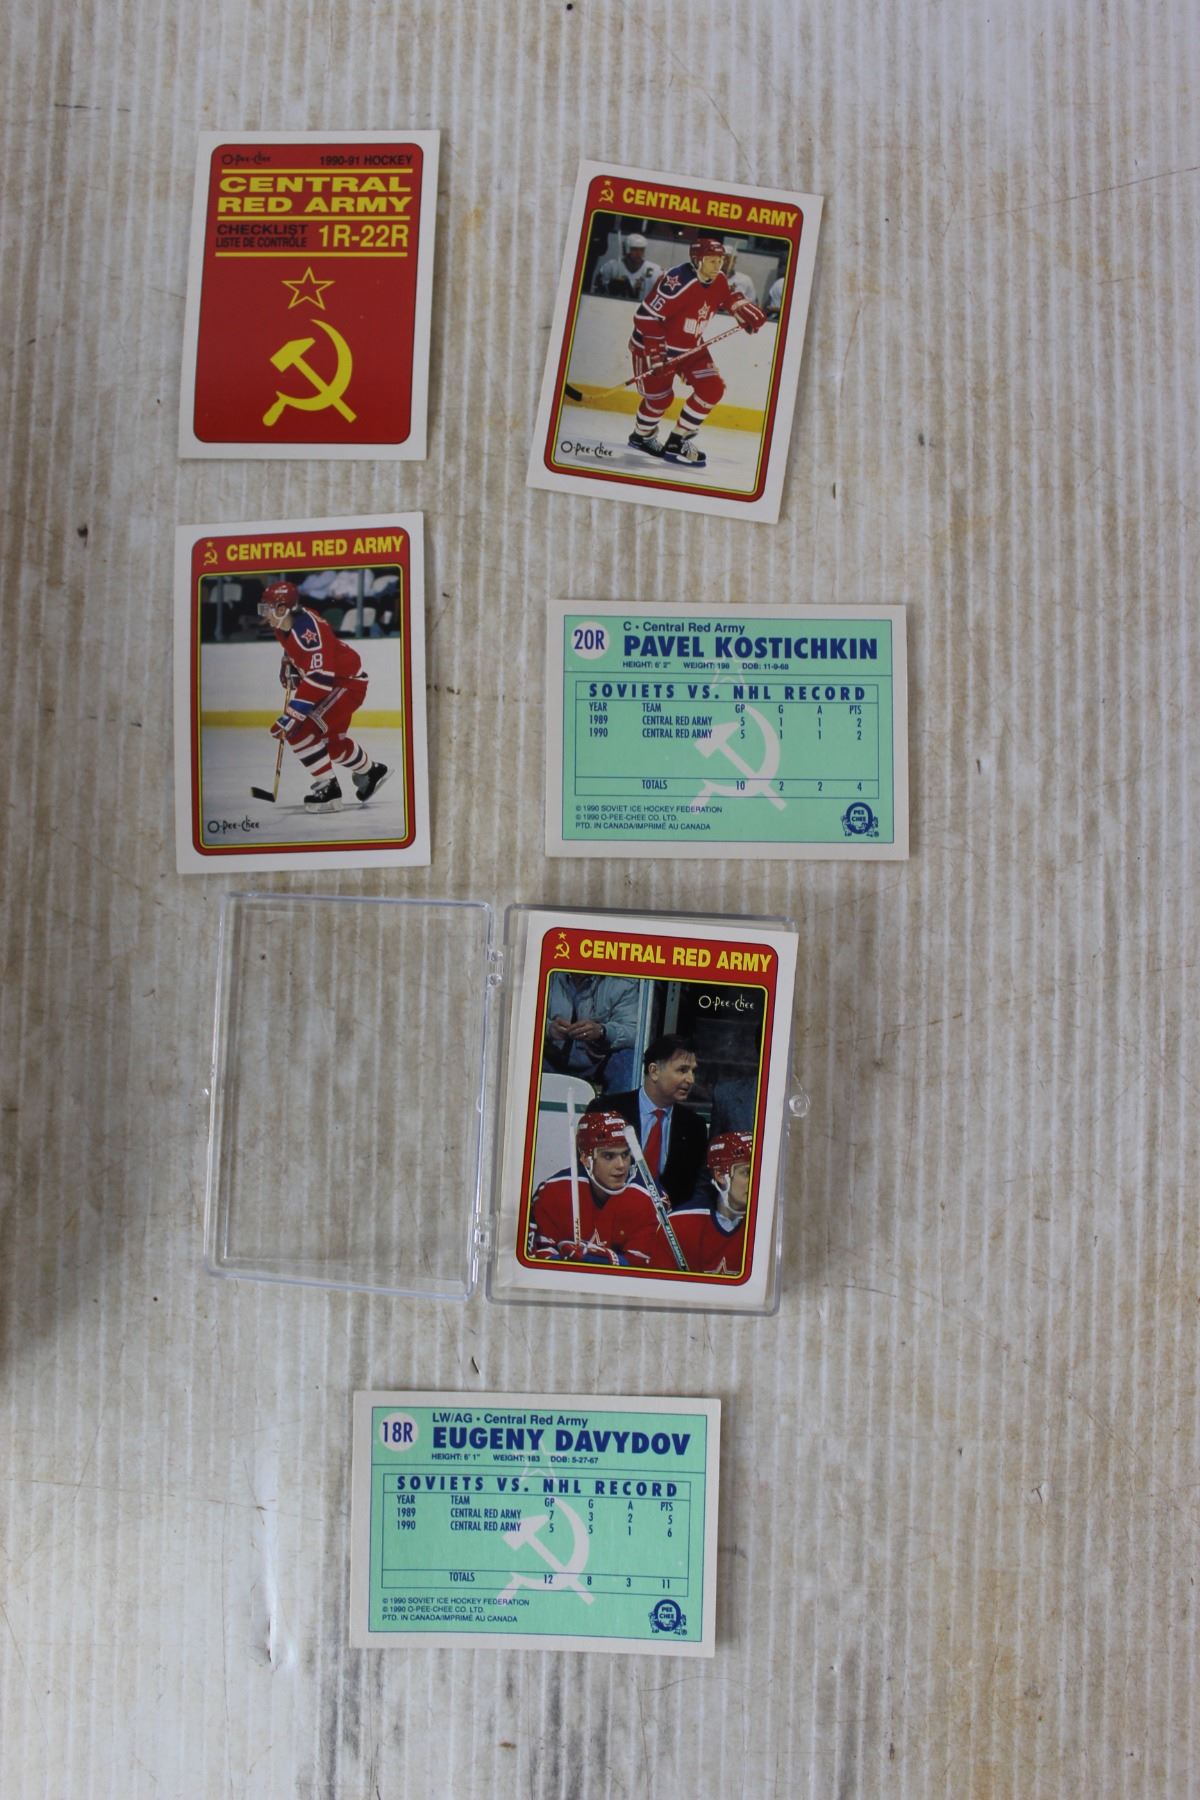 O-Pee-Chee 1990-91 HOCKEY
CENTRAL
RED ARMY
CHECKLIST
LISTE DE CONTRÔLE 1R-22R
CENTRAL RED ARMY
16
O-Pee-Chee
CENTRAL RED ARMY
18
O-Pee-Chee
20R
C • Central Red Army
PAVEL KOSTICHKIN
HEIGHT: 6' 2" WEIGHT: 196 DOB: 11-9-68
SOVIETS VS. NHL RECORD
YEAR TEAM GP G A PTS
1989 CENTRAL RED ARMY 5 1 1 2
1990 CENTRAL RED ARMY 5 1 1 2
TOTALS 10 2 2 4
© 1990 SOVIET ICE HOCKEY FEDERATION
© 1990 O-PEE-CHEE CO. LTD.
PTD. IN CANADA/IMPRIMÉ AU CANADA
O PEE CHEE
CENTRAL RED ARMY
O-Pee-Chee
18R
LW/AG • Central Red Army
EUGENY DAVYDOV
HEIGHT: 6' 1" WEIGHT: 183 DOB: 5-27-67
SOVIETS VS. NHL RECORD
YEAR TEAM GP G A PTS
1989 CENTRAL RED ARMY 7 3 2 5
1990 CENTRAL RED ARMY 5 5 1 6
TOTALS 12 8 3 11
© 1990 SOVIET ICE HOCKEY FEDERATION
© 1990 O-PEE-CHEE CO. LTD.
PTD. IN CANADA/IMPRIMÉ AU CANADA
O PEE CHEE